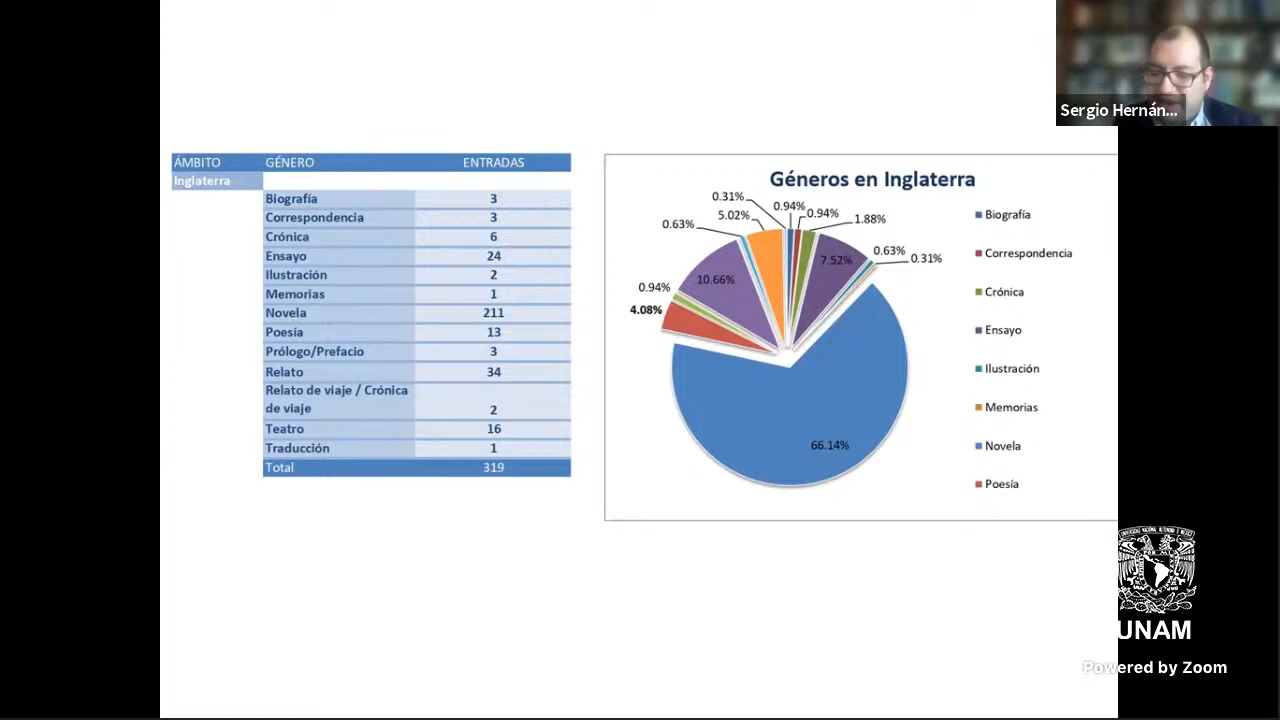 Sergio Hernán...
ÁMBITO GÉNERO ENTRADAS
Inglaterra
Biografía 3
Correspondencia 3
Crónica 6
Ensayo 24
Ilustración 2
Memorias 1
Novela 211
Poesía 13
Prólogo/Prefacio 3
Relato 34
Relato de viaje / Crónica
de viaje 2
Teatro 16
Traducción 1
Total 319
Géneros en Inglaterra
0.31%
0.94%
0.94%
1.88%
5.02%
0.63%
7.52%
0.63%
0.31%
10.66%
0.94%
4.08%
66.14%
Biografía
Correspondencia
Crónica
Ensayo
Ilustración
Memorias
Novela
Poesía
UNAM
Powered by Zoom